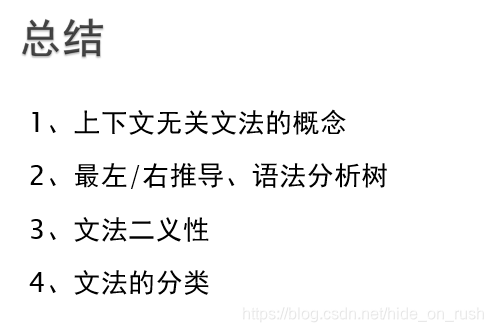 总结
1、上下文无关文法的概念
2、最左/右推导、语法分析树
3、文法二义性
4、文法的分类
https://blog.csdn.net/hide_on_rush